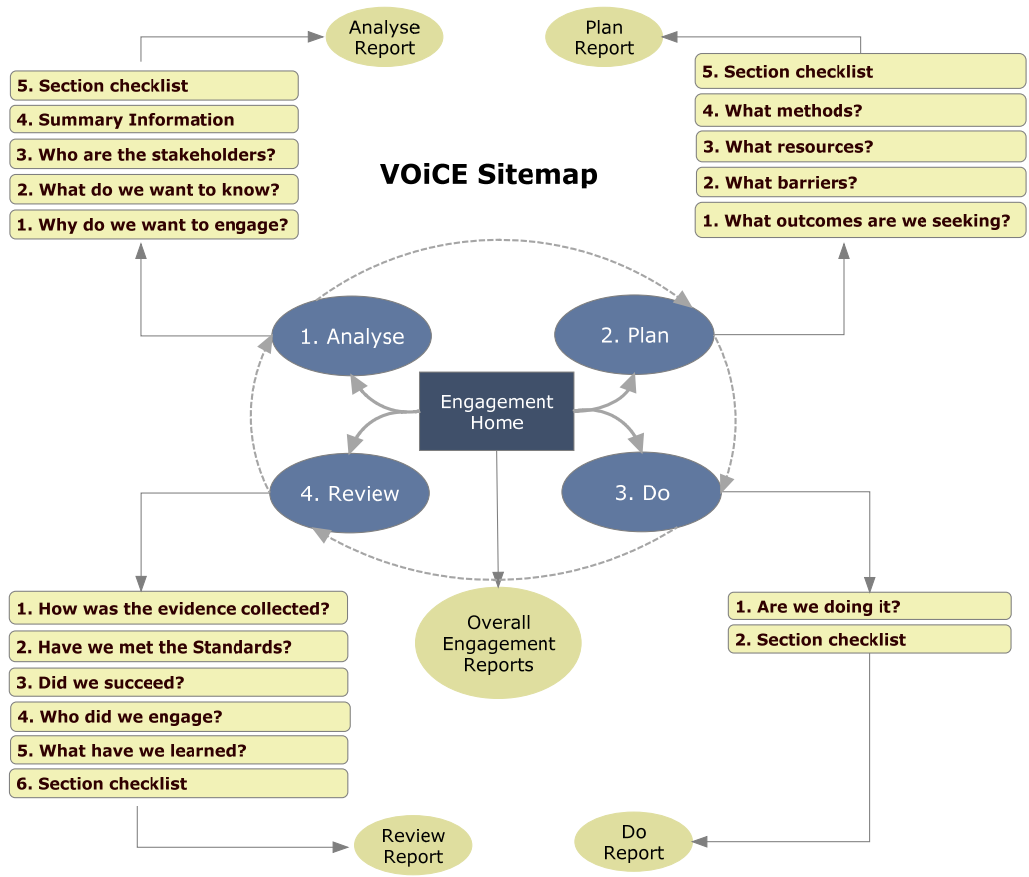 Analyse
Report
Plan
Report
5. Section checklist
4. Summary Information
3. Who are the stakeholders?
2. What do we want to know?
1. Why do we want to engage?
VOiCE Sitemap
5. Section checklist
4. What methods?
3. What resources?
2. What barriers?
1. What outcomes are we seeking?
1. Analyse
2. Plan
Engagement
Home
4. Review
3. Do
1. How was the evidence collected?
2. Have we met the Standards?
3. Did we succeed?
4. Who did we engage?
5. What have we learned?
6. Section checklist
Overall
Engagement
Reports
1. Are we doing it?
2. Section checklist
Review
Report
Do
Report